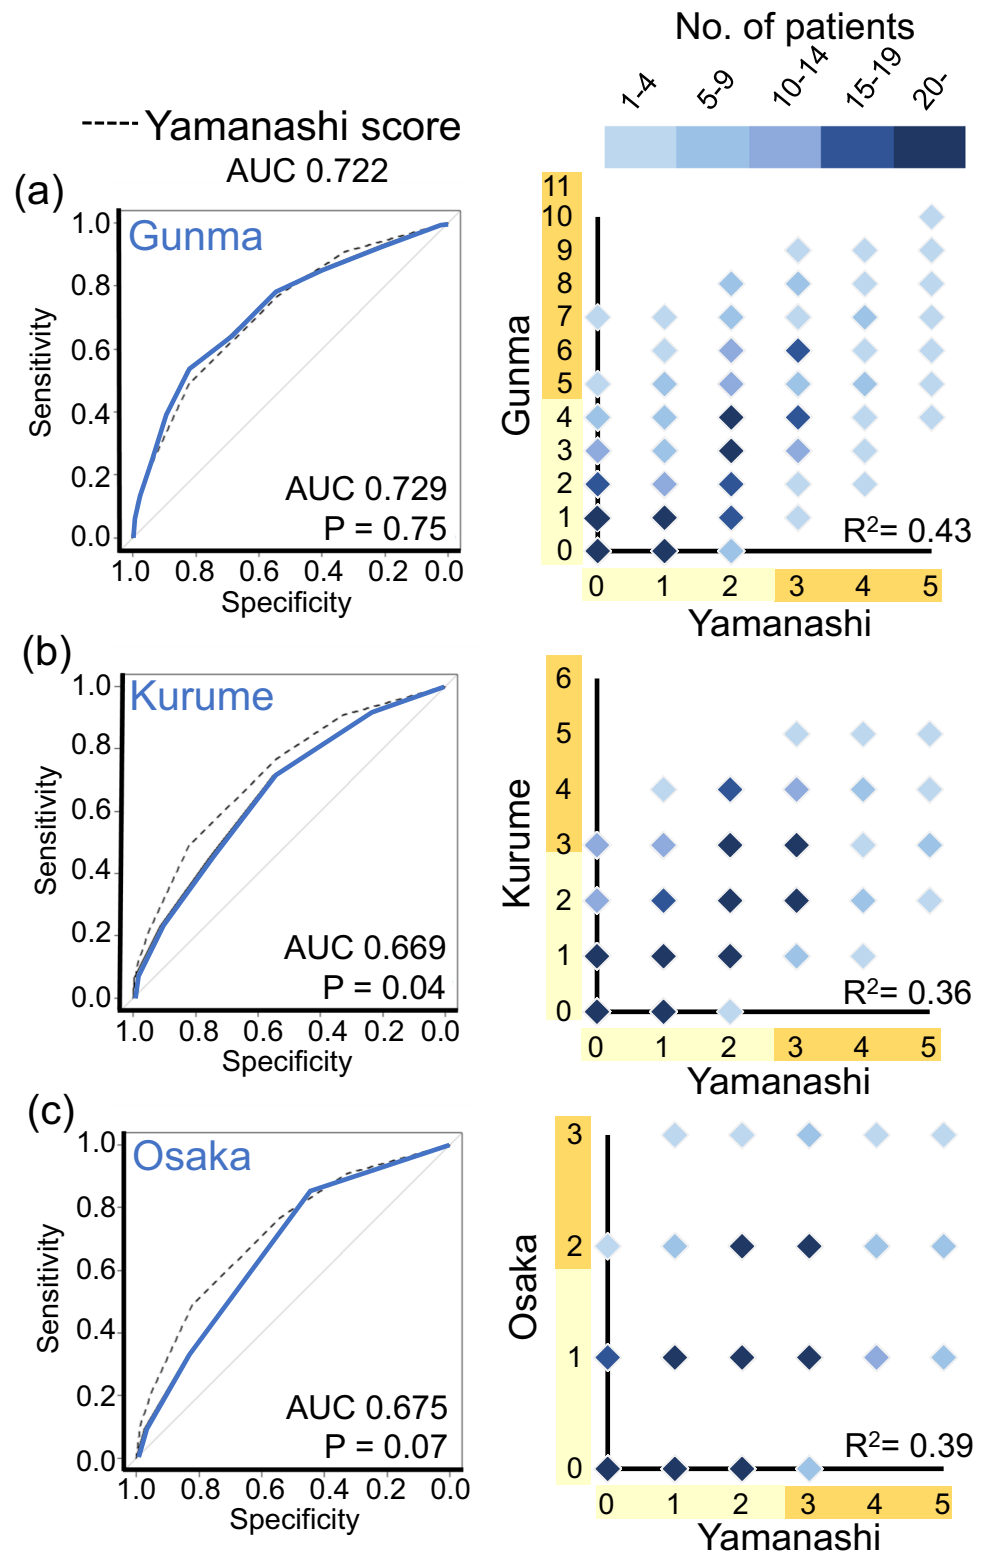 No. of patients
1-4 5-9 10-14 15-19 20-
Yamanashi score
AUC 0.722
(a)
Gunma
1.0
0.8
0.6
0.4
0.2
0.0
Sensitivity
AUC 0.729
P = 0.75
1.0 0.8 0.6 0.4 0.2 0.0
Specificity
11
10
9
8
7
6
5
4
3
2
1
0
Gunma
R2= 0.43
0 1 2 3 4 5
Yamanashi
(b)
Kurume
1.0
0.8
0.6
0.4
0.2
0.0
Sensitivity
AUC 0.669
P = 0.04
1.0 0.8 0.6 0.4 0.2 0.0
Specificity
6
5
4
3
2
1
0
Kurume
R2= 0.36
0 1 2 3 4 5
Yamanashi
(c)
Osaka
1.0
0.8
0.6
0.4
0.2
0.0
Sensitivity
AUC 0.675
P = 0.07
1.0 0.8 0.6 0.4 0.2 0.0
Specificity
3
2
1
0
Osaka
R2= 0.39
0 1 2 3 4 5
Yamanashi